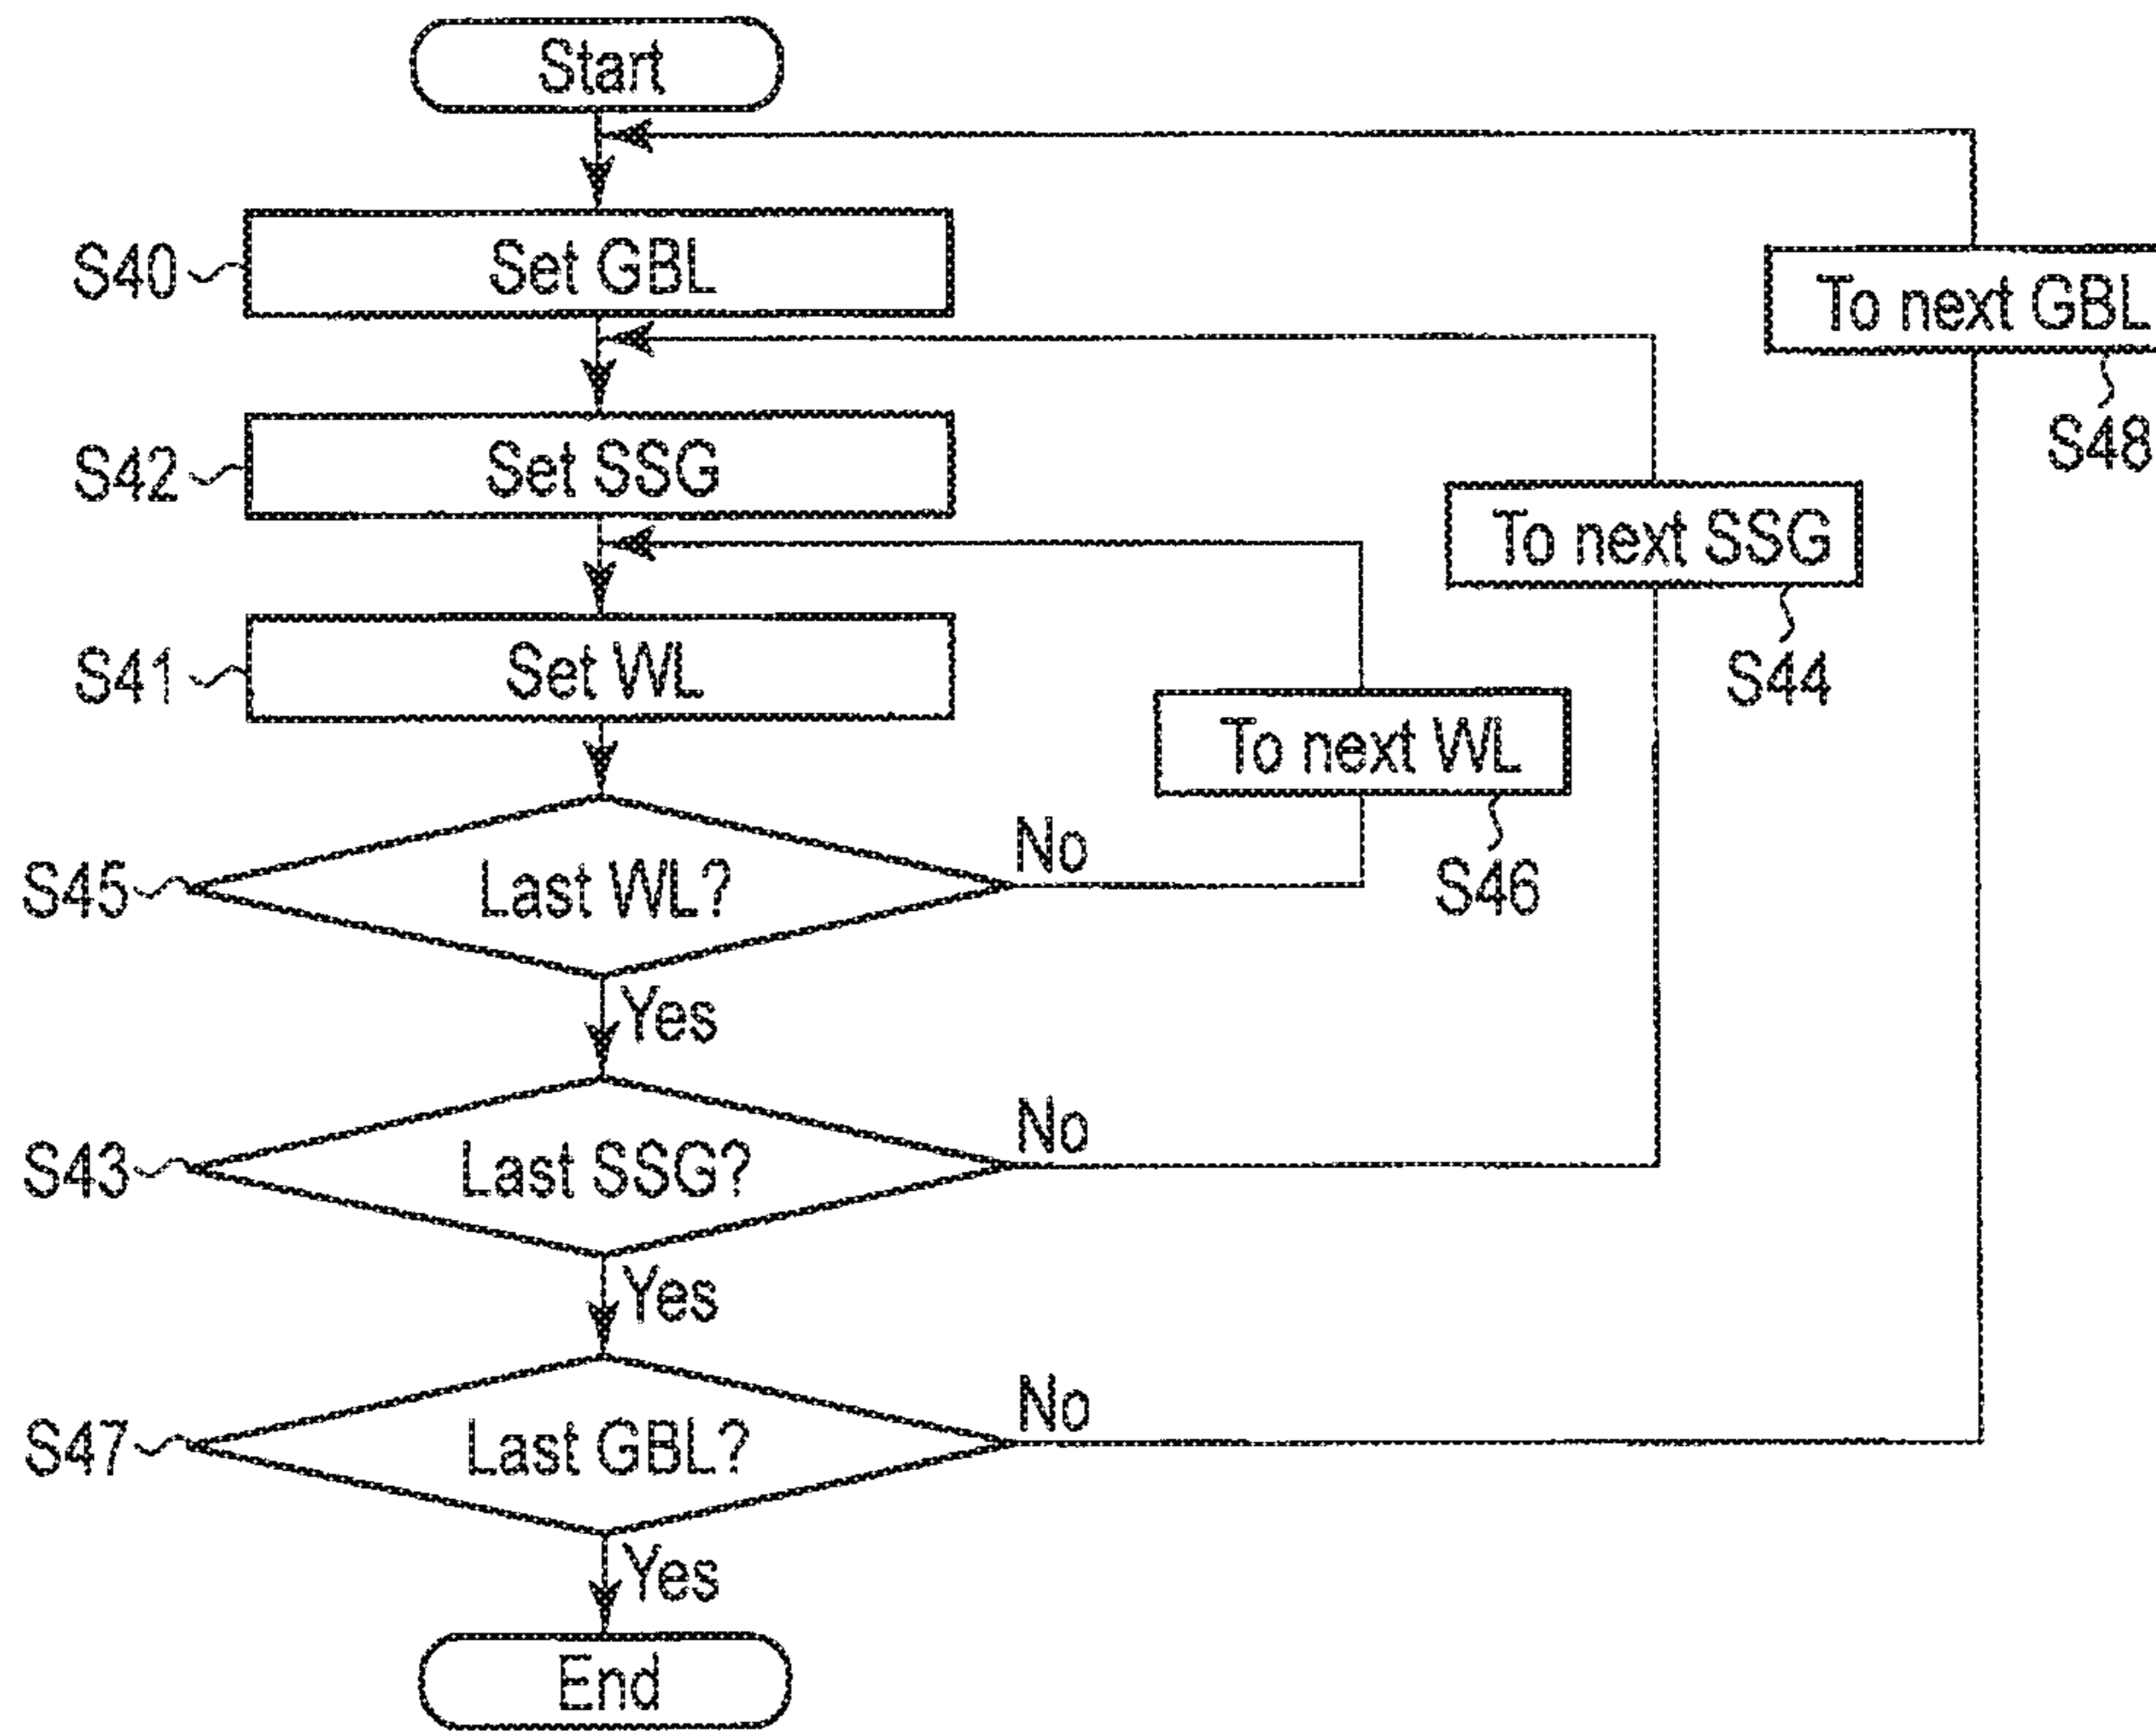 Start
S40
Set GBL
To next GBL
S48
S42
Set SSG
To next SSG
S44
S41
Set WL
To next WL
S46
S45
Last WL?
No
Yes
S43
Last SSG?
No
Yes
S47
Last GBL?
No
Yes
End